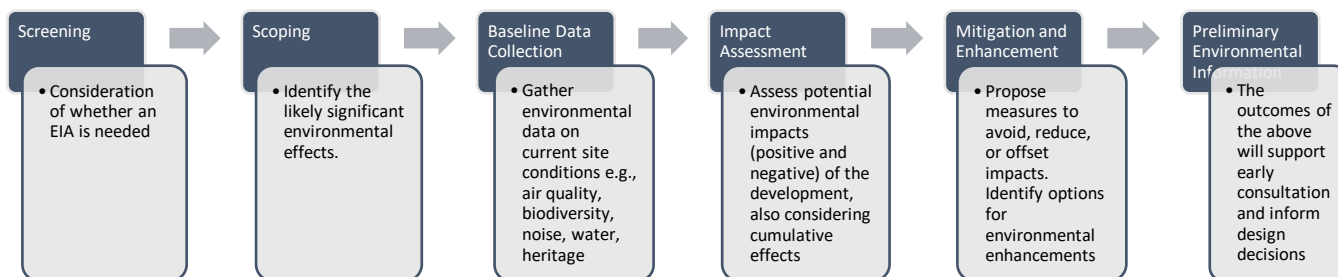 Screening
• Consideration
of whether an
EIA is needed
Scoping
• Identify the
likely significant
environmental
effects.
Baseline Data
Collection
• Gather
environmental
data on
current site
conditions e.g.,
air quality,
biodiversity,
noise, water,
heritage
Impact
Assessment
• Assess potential
environmental
impacts
(positive and
negative) of the
development,
also considering
cumulative
effects
Mitigation and
Enhancement
• Propose
measures to
avoid, reduce,
or offset
impacts.
Identify options
for
environmental
enhancements
Preliminary
Environmental
Information
• The
outcomes of
the above
will support
early
consultation
and inform
design
decisions